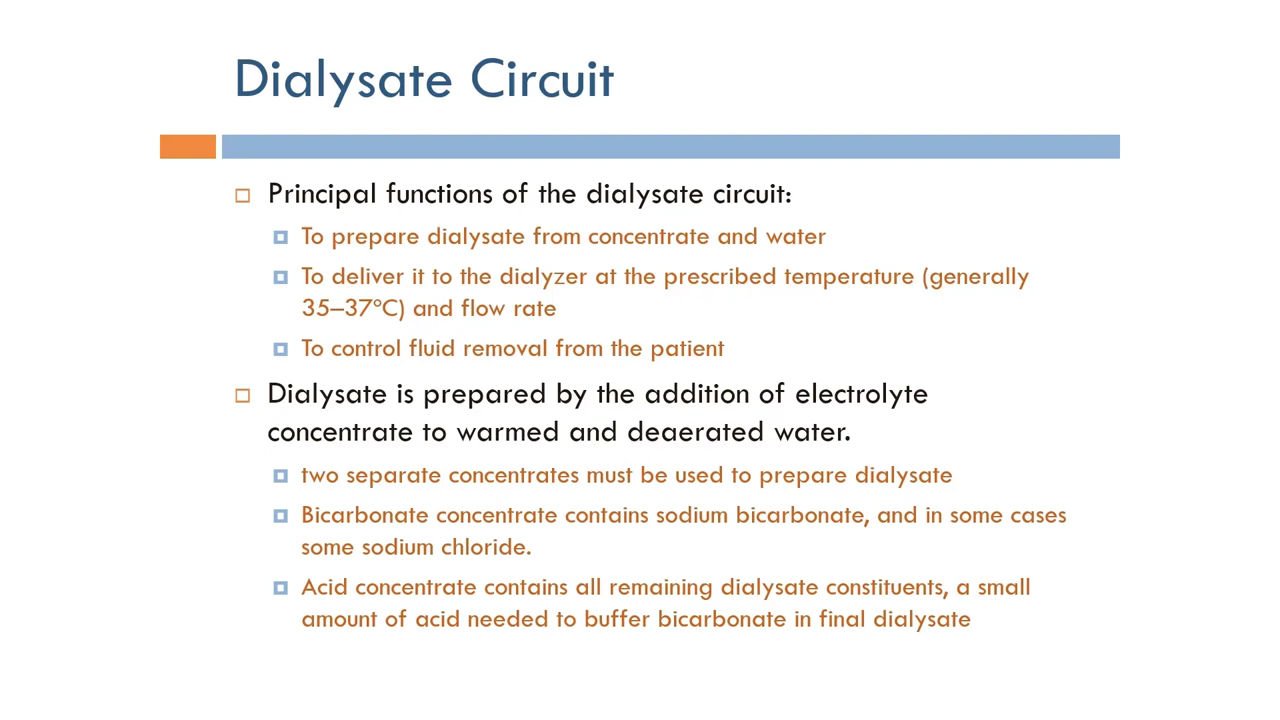 Dialysate Circuit
Principal functions of the dialysate circuit:
To prepare dialysate from concentrate and water
To deliver it to the dialyzer at the prescribed temperature (generally
35–37°C) and flow rate
To control fluid removal from the patient
Dialysate is prepared by the addition of electrolyte
concentrate to warmed and deaerated water.
two separate concentrates must be used to prepare dialysate
Bicarbonate concentrate contains sodium bicarbonate, and in some cases
some sodium chloride.
Acid concentrate contains all remaining dialysate constituents, a small
amount of acid needed to buffer bicarbonate in final dialysate